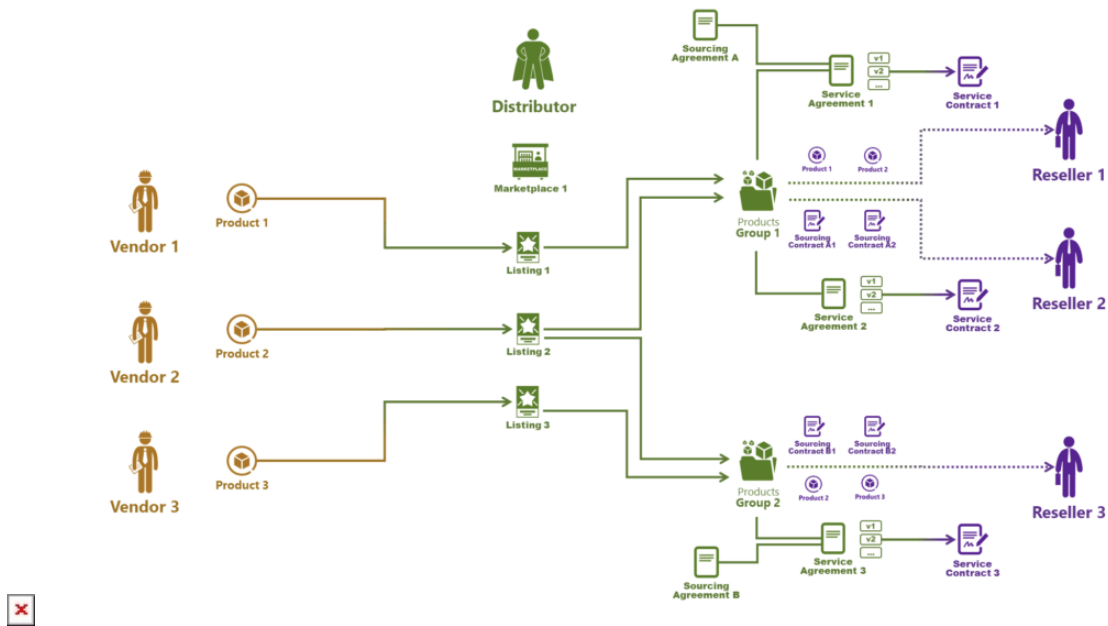 Sourcing
Agreement A
Service
Agreement 1
v1
v2
...
Service
Contract 1
Distributor
MARKETPLACE
Marketplace 1
Vendor 1
Product 1
Listing 1
Products
Group 1
Product 1
Product 2
Sourcing
Contract A1
Sourcing
Contract A2
Reseller 1
Reseller 2
Service
Agreement 2
v1
v2
...
Service
Contract 2
Vendor 2
Product 2
Listing 2
Vendor 3
Product 3
Listing 3
Products
Group 2
Sourcing
Contract B1
Sourcing
Contract B2
Product 2
Product 3
Reseller 3
Sourcing
Agreement B
Service
Agreement 3
v1
v2
...
Service
Contract 3